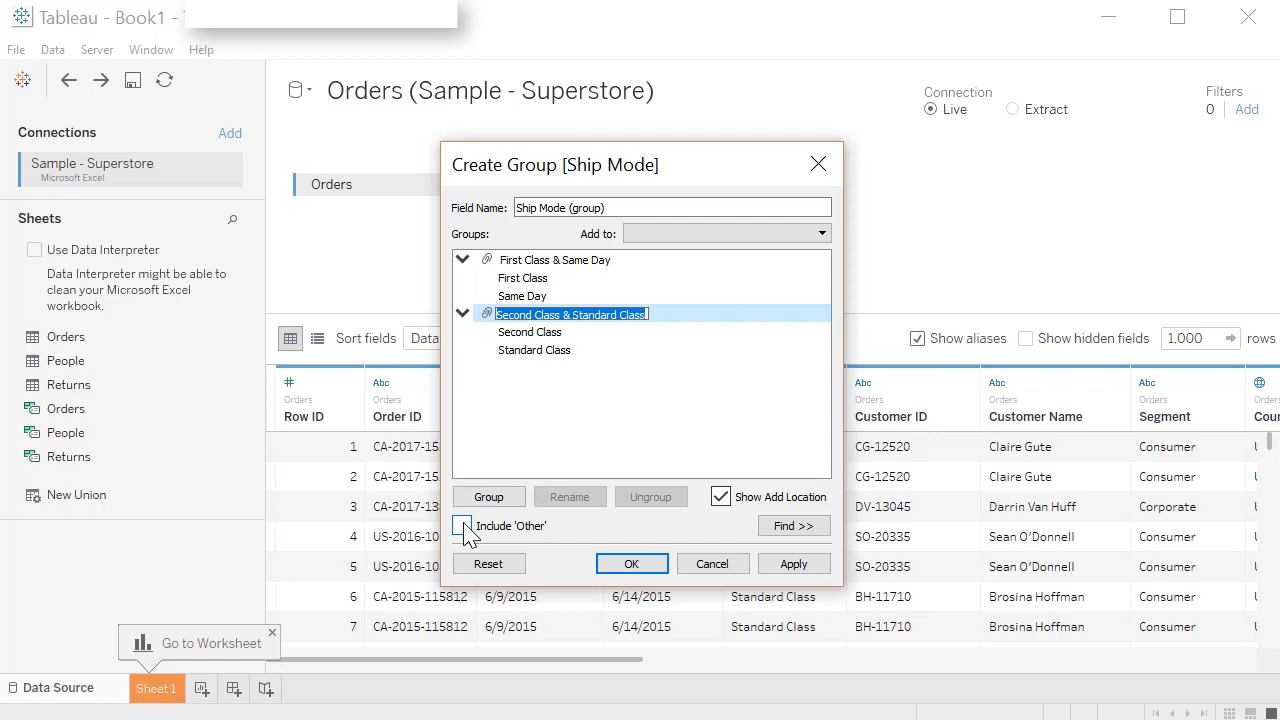 Tableau - Book1 -
File Data Server Window Help
Connections Add
Sample - Superstore
Microsoft Excel
Sheets
Use Data Interpreter
Data Interpreter might be able to
clean your Microsoft Excel
workbook.
Orders
People
Returns
Orders
People
Returns
New Union
Orders (Sample - Superstore)
Connection
Live Extract
Filters
0 Add
Orders
Create Group [Ship Mode]
Field Name: Ship Mode (group)
Groups: Add to:
First Class & Same Day
First Class
Same Day
Second Class & Standard Class
Second Class
Standard Class
Group Rename Ungroup Show Add Location
Include 'Other' Find >>
Reset OK Cancel Apply
Sort fields Data
Show aliases Show hidden fields 1,000 rows
# Abc Abc Abc Abc
Orders Orders Orders Orders Orders Orders
Row ID Order ID Customer ID Customer Name Segment Cour
1 CA-2017-15 CG-12520 Claire Gute Consumer
2 CA-2017-15 CG-12520 Claire Gute Consumer
3 CA-2017-13 DV-13045 Darrin Van Huff Corporate
4 US-2016-10 SO-20335 Sean O'Donnell Consumer
5 US-2016-10 SO-20335 Sean O'Donnell Consumer
6 CA-2015-115812 6/9/2015 6/14/2015 Standard Class BH-11710 Brosina Hoffman Consumer
7 CA-2015-115812 6/9/2015 6/14/2015 Standard Class BH-11710 Brosina Hoffman Consumer
Go to Worksheet
Data Source Sheet 1